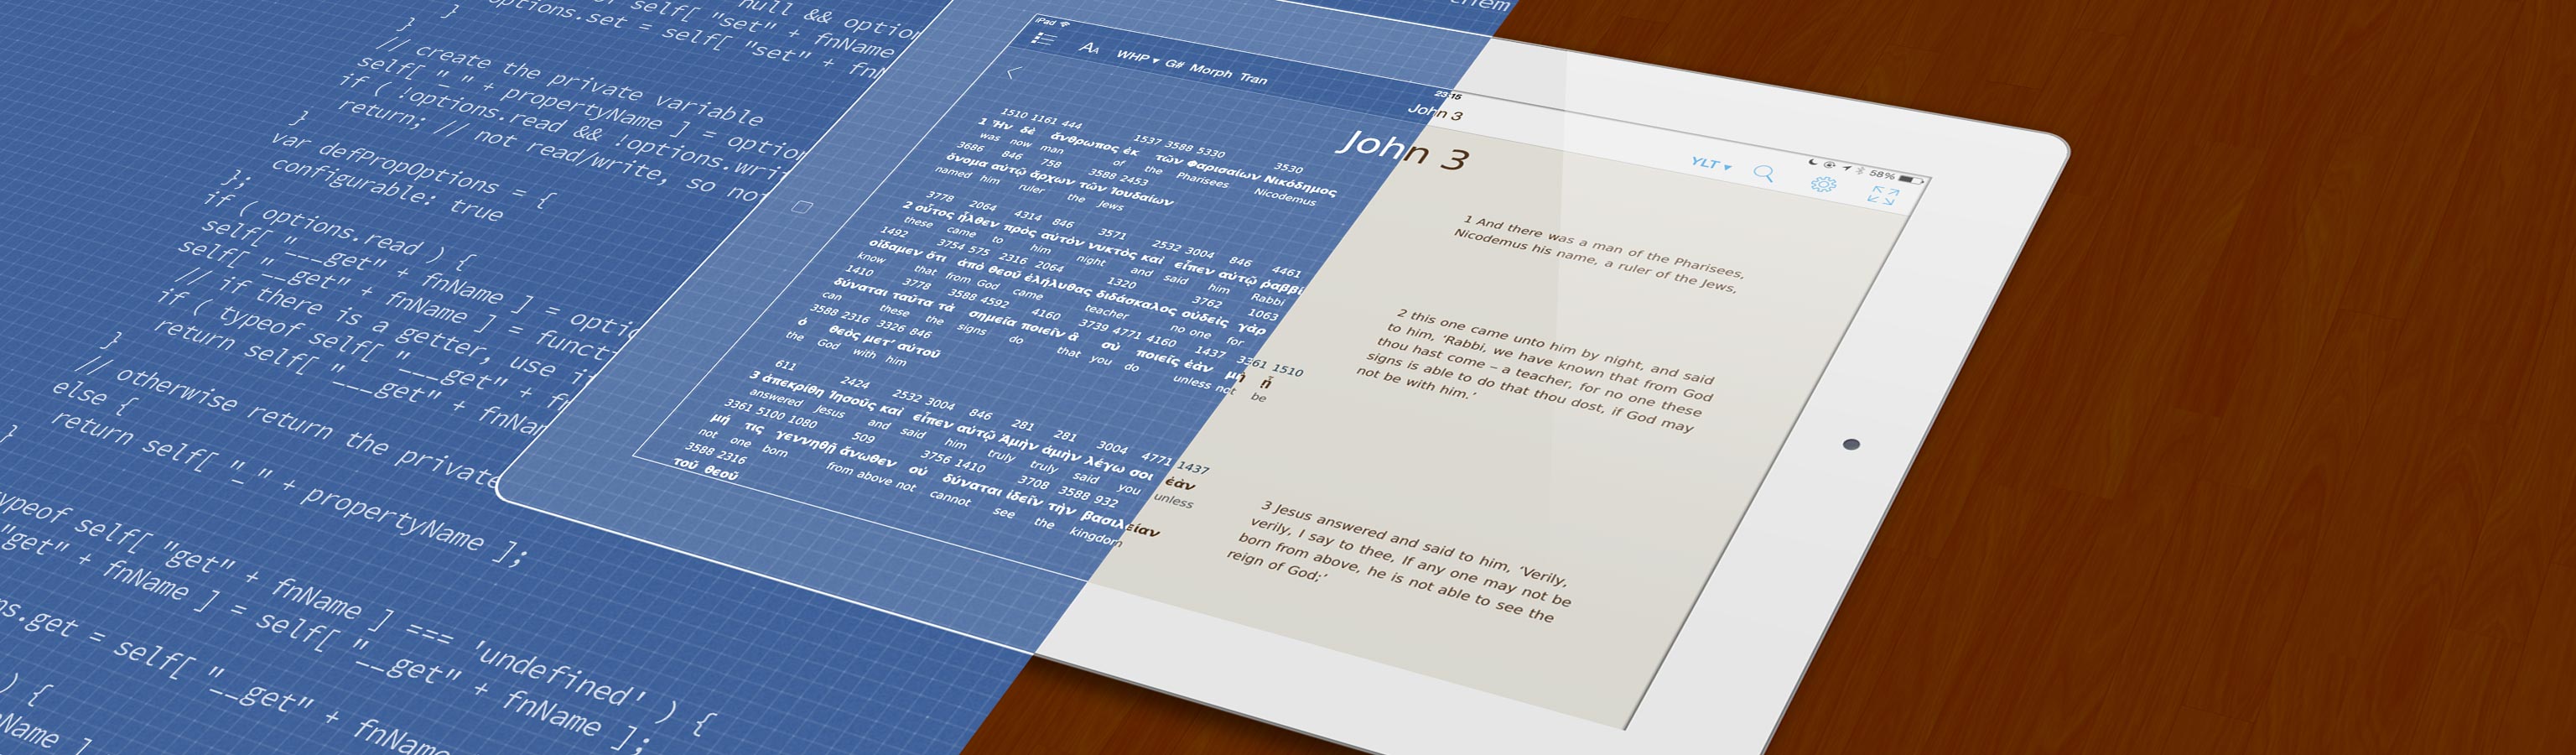 null && option
options.set = self[ "set" + fnName
}
} self[ "set" + fnN
// create the private variable
self[ "_" + propertyName ] = option
if ( !options.read && !options.wri
return; // not read/write, so not
}
var defPropOptions = {
configurable: true
};
if ( options.read ) {
self[ "___get" + fnName ] = optio
self[ "__get" + fnName ] = functi
// if there is a getter, use it
if ( typeof self[ "___get" + fn
return self[ "___get" + fnNam
}
// otherwise return the private
else {
return self[ "_" + propertyName ];
}
typeof self[ "get" + fnName ] === 'undefined' ) {
"get" + fnName ] = self[ "__get" + fnName ];
ns.get = self[ "__get" + fnName
) {
Name ]
iPad
23:15
58%
AA WHP ▾ G# Morph Tran
John 3
YLT ▾
John 3
1510 1161 444 1537 3588 5330 3530
1 Ἦν δὲ ἄνθρωπος ἐκ τῶν Φαρισαίων Νικόδημος
was now man of the Pharisees Nicodemus
3686 846 758 3588 2453
ὄνομα αὐτῷ ἄρχων τῶν Ἰουδαίων
named him ruler the Jews
3778 2064 4314 846 3571 2532 3004 846 4461
2 οὗτος ἦλθεν πρὸς αὐτὸν νυκτὸς καὶ εἶπεν αὐτῷ ῥαββί
these came to him night and said him Rabbi
1492 3754 575 2316 2064 1320 3762 1063
οἴδαμεν ὅτι ἀπὸ θεοῦ ἐλήλυθας διδάσκαλος οὐδεὶς γὰρ
know that from God came teacher no one for
1410 3778 3588 4592 4160 3739 4771 4160 1437 3361 1510
δύναται ταῦτα τὰ σημεῖα ποιεῖν ἃ σὺ ποιεῖς ἐὰν μὴ ᾖ
can these the signs do that you do unless not be
3588 2316 3326 846
ὁ θεὸς μετ’ αὐτοῦ
the God with him
611 2424 2532 3004 846 281 281 3004 4771 1437
3 ἀπεκρίθη Ἰησοῦς καὶ εἶπεν αὐτῷ Ἀμὴν ἀμὴν λέγω σοι ἐὰν
answered Jesus and said him truly truly said you unless
3361 5100 1080 509 3756 1410 3708 3588 932
μή τις γεννηθῇ ἄνωθεν οὐ δύναται ἰδεῖν τὴν βασιλείαν
not one born from above not cannot see the kingdom
3588 2316
τοῦ θεοῦ
1 And there was a man of the Pharisees,
Nicodemus his name, a ruler of the Jews,
2 this one came unto him by night, and said
to him, ‘Rabbi, we have known that from God
thou hast come – a teacher, for no one these
signs is able to do that thou dost, if God may
not be with him.’
3 Jesus answered and said to him, ‘Verily,
verily, I say to thee, If any one may not be
born from above, he is not able to see the
reign of God;’